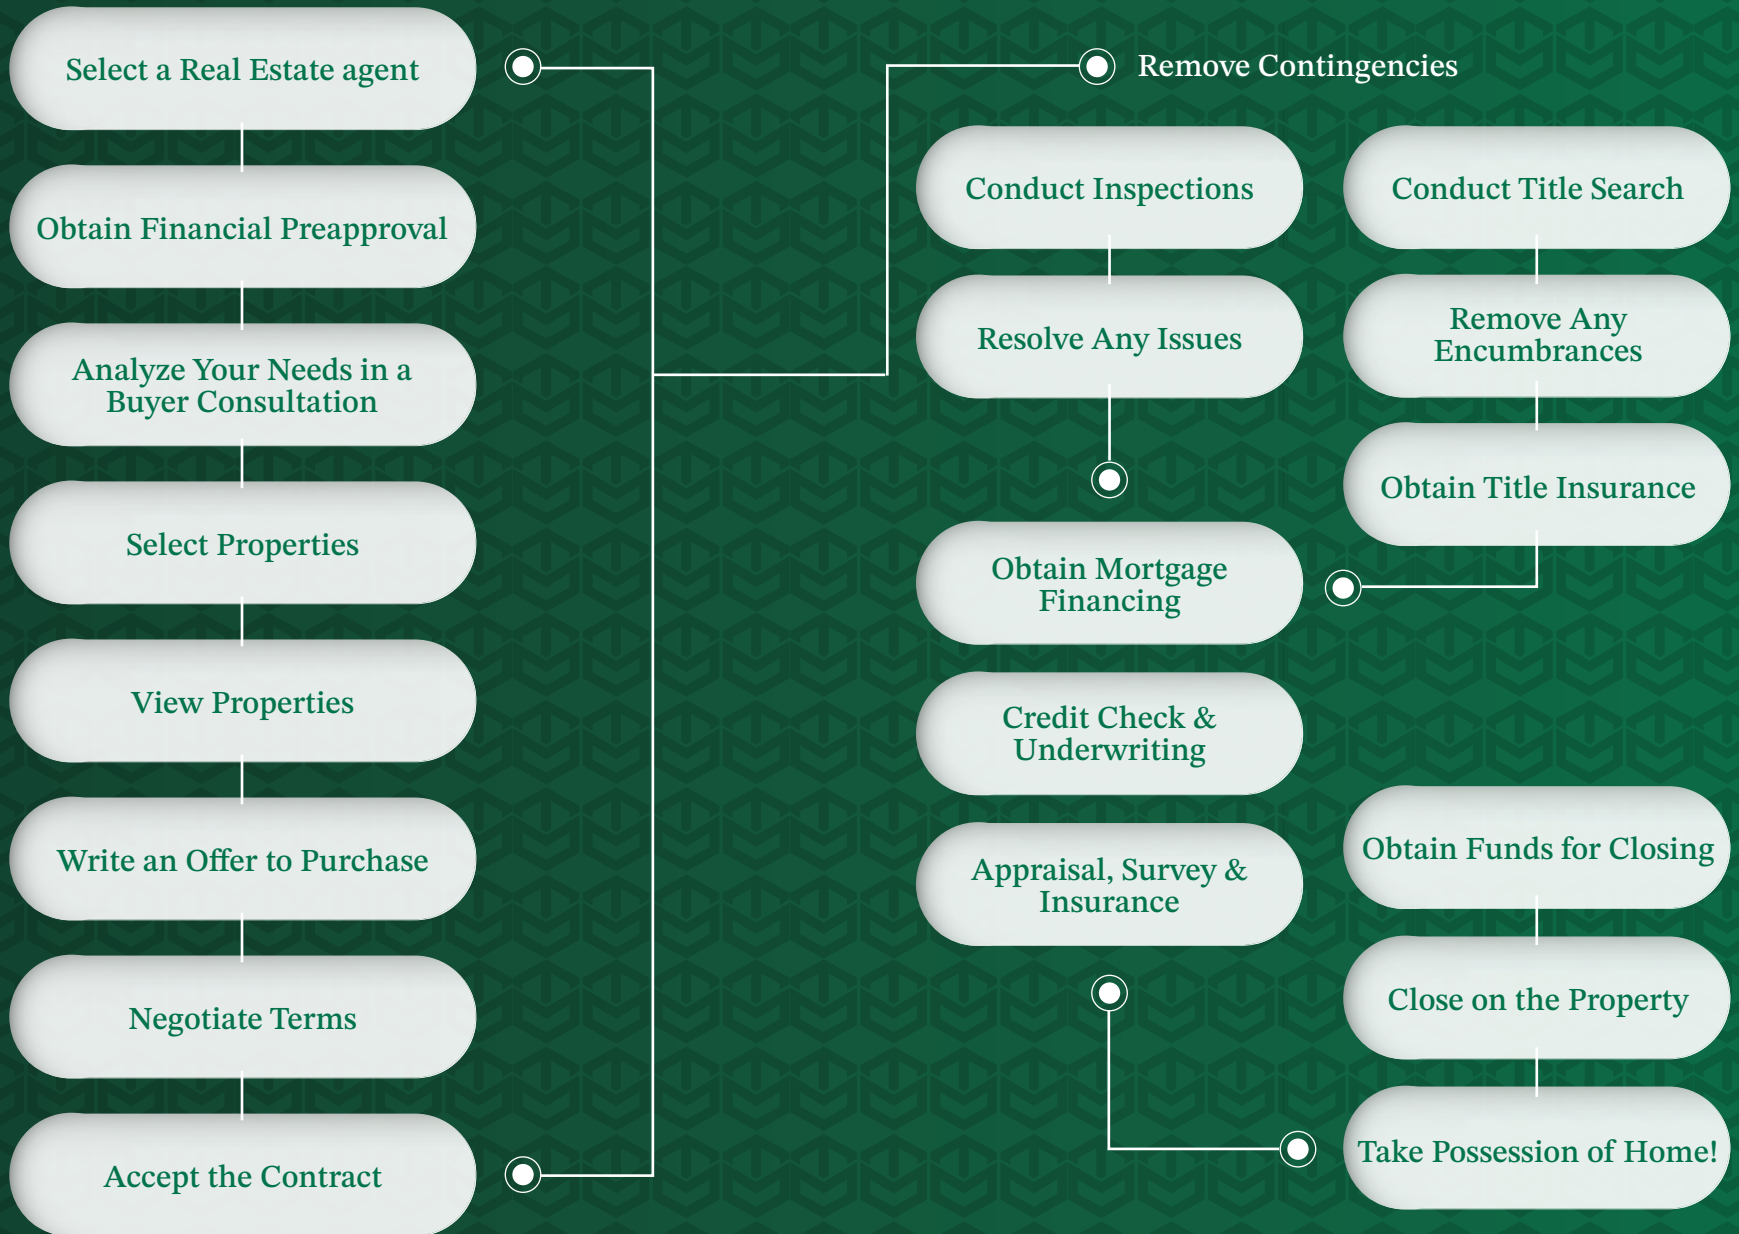 Select a Real Estate agent
Obtain Financial Preapproval
Analyze Your Needs in a
Buyer Consultation
Select Properties
View Properties
Write an Offer to Purchase
Negotiate Terms
Accept the Contract
Remove Contingencies
Conduct Inspections
Resolve Any Issues
Conduct Title Search
Remove Any
Encumbrances
Obtain Title Insurance
Obtain Mortgage
Financing
Credit Check &
Underwriting
Appraisal, Survey &
Insurance
Obtain Funds for Closing
Close on the Property
Take Possession of Home!